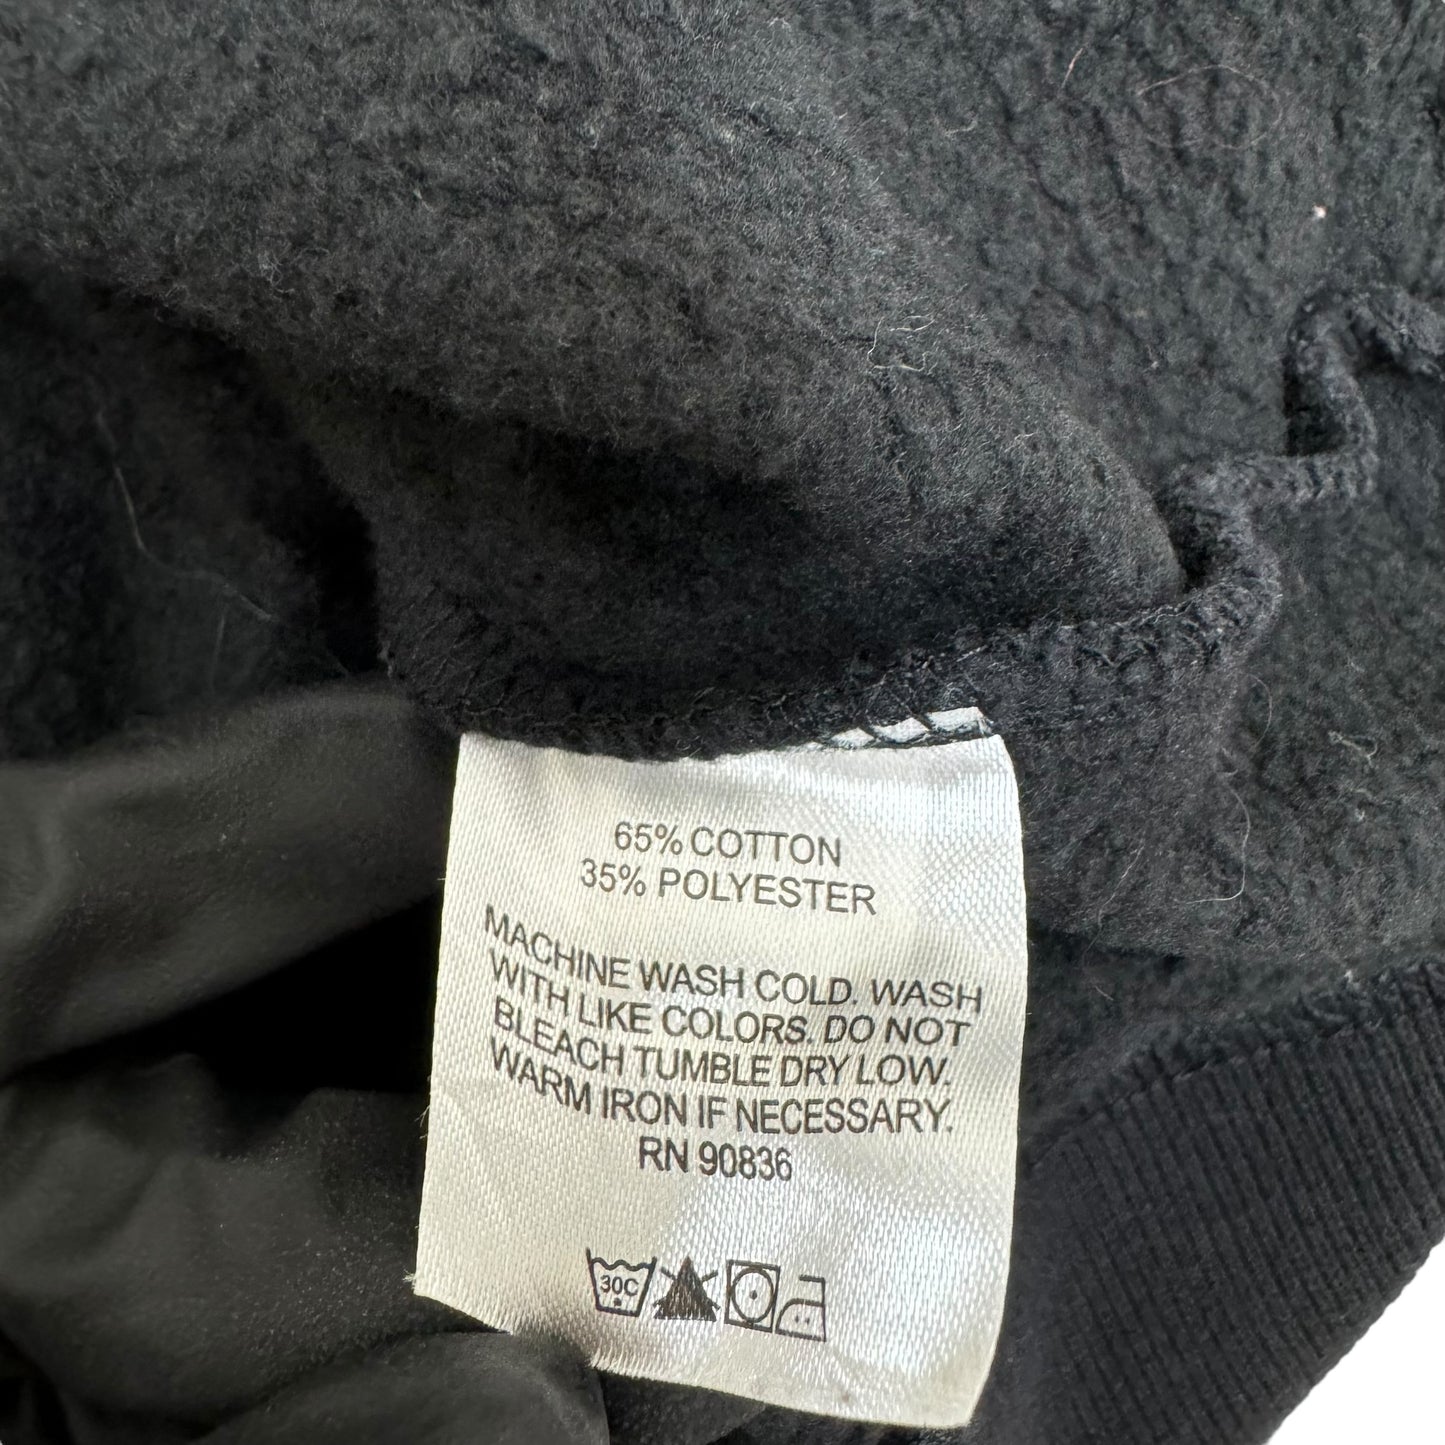 65% COTTON
35% POLYESTER
MACHINE WASH COLD. WASH
WITH LIKE COLORS. DO NOT
BLEACH TUMBLE DRY LOW.
WARM IRON IF NECESSARY.
RN 90836
30C